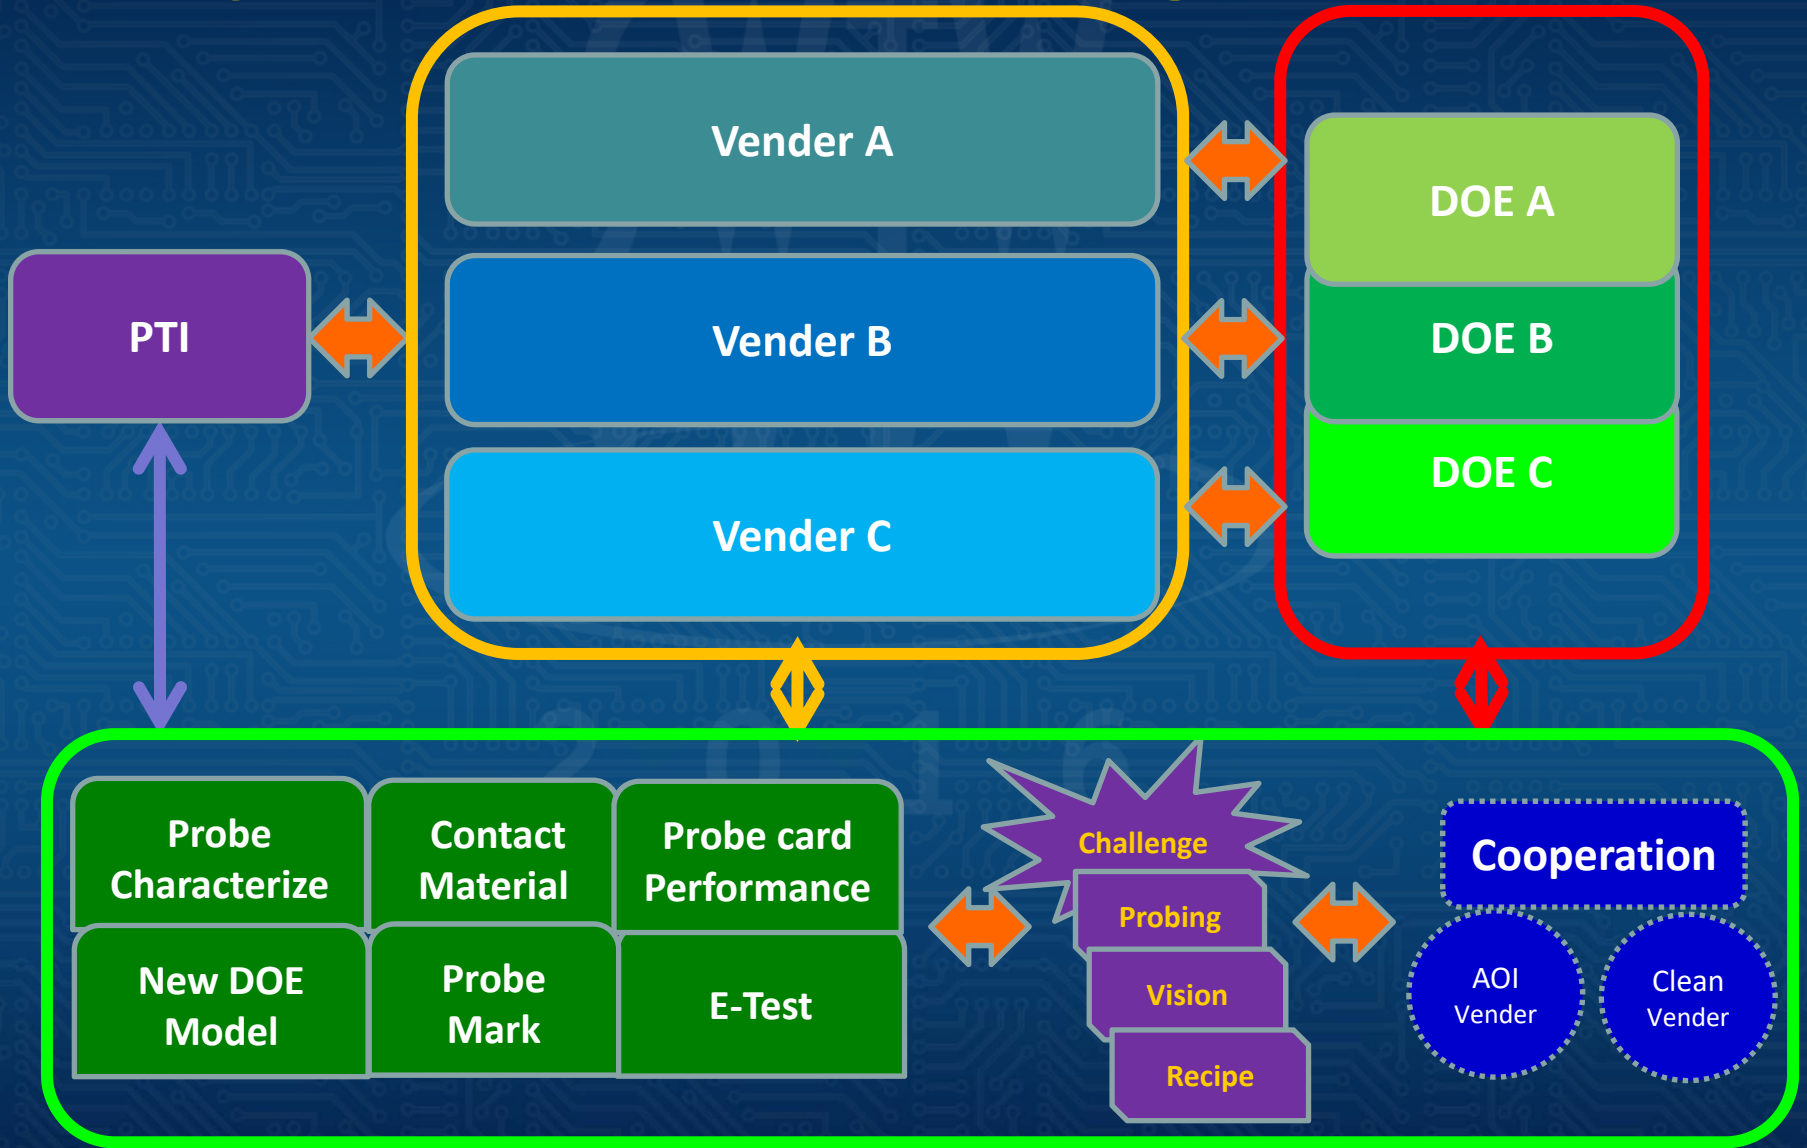 Vender A
DOE A
PTI
Vender B
DOE B
Vender C
DOE C
2016
Probe
Characterize
Contact
Material
Probe card
Performance
Challenge
Cooperation
Probing
New DOE
Model
Probe
Mark
E-Test
Vision
AOI
Vender
Clean
Vender
Recipe